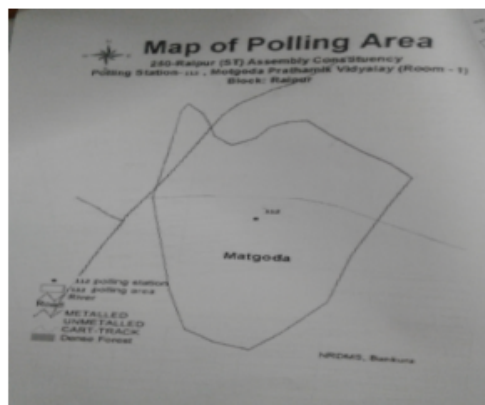 Map of Polling Area
250-Raipur (ST) Assembly Constituency
Polling Station- , Motgoda Prathamik Vidyalay (Room - 1)
Block: Raipur
Matgoda
polling station
polling area
River
Road
METALLED
UNMETALLED
CART-TRACK
Dense Forest
NRDMS, Bankura